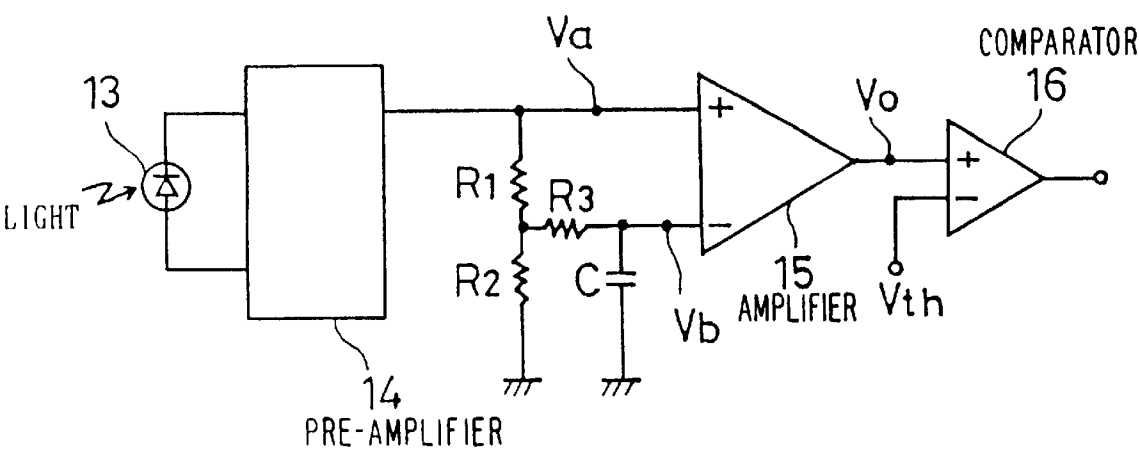 Va
COMPARATOR
16
13
Vo
+
+
R1
R3
LIGHT
−
−
R2
C
15
AMPLIFIER
Vth
Vb
14
PRE-AMPLIFIER